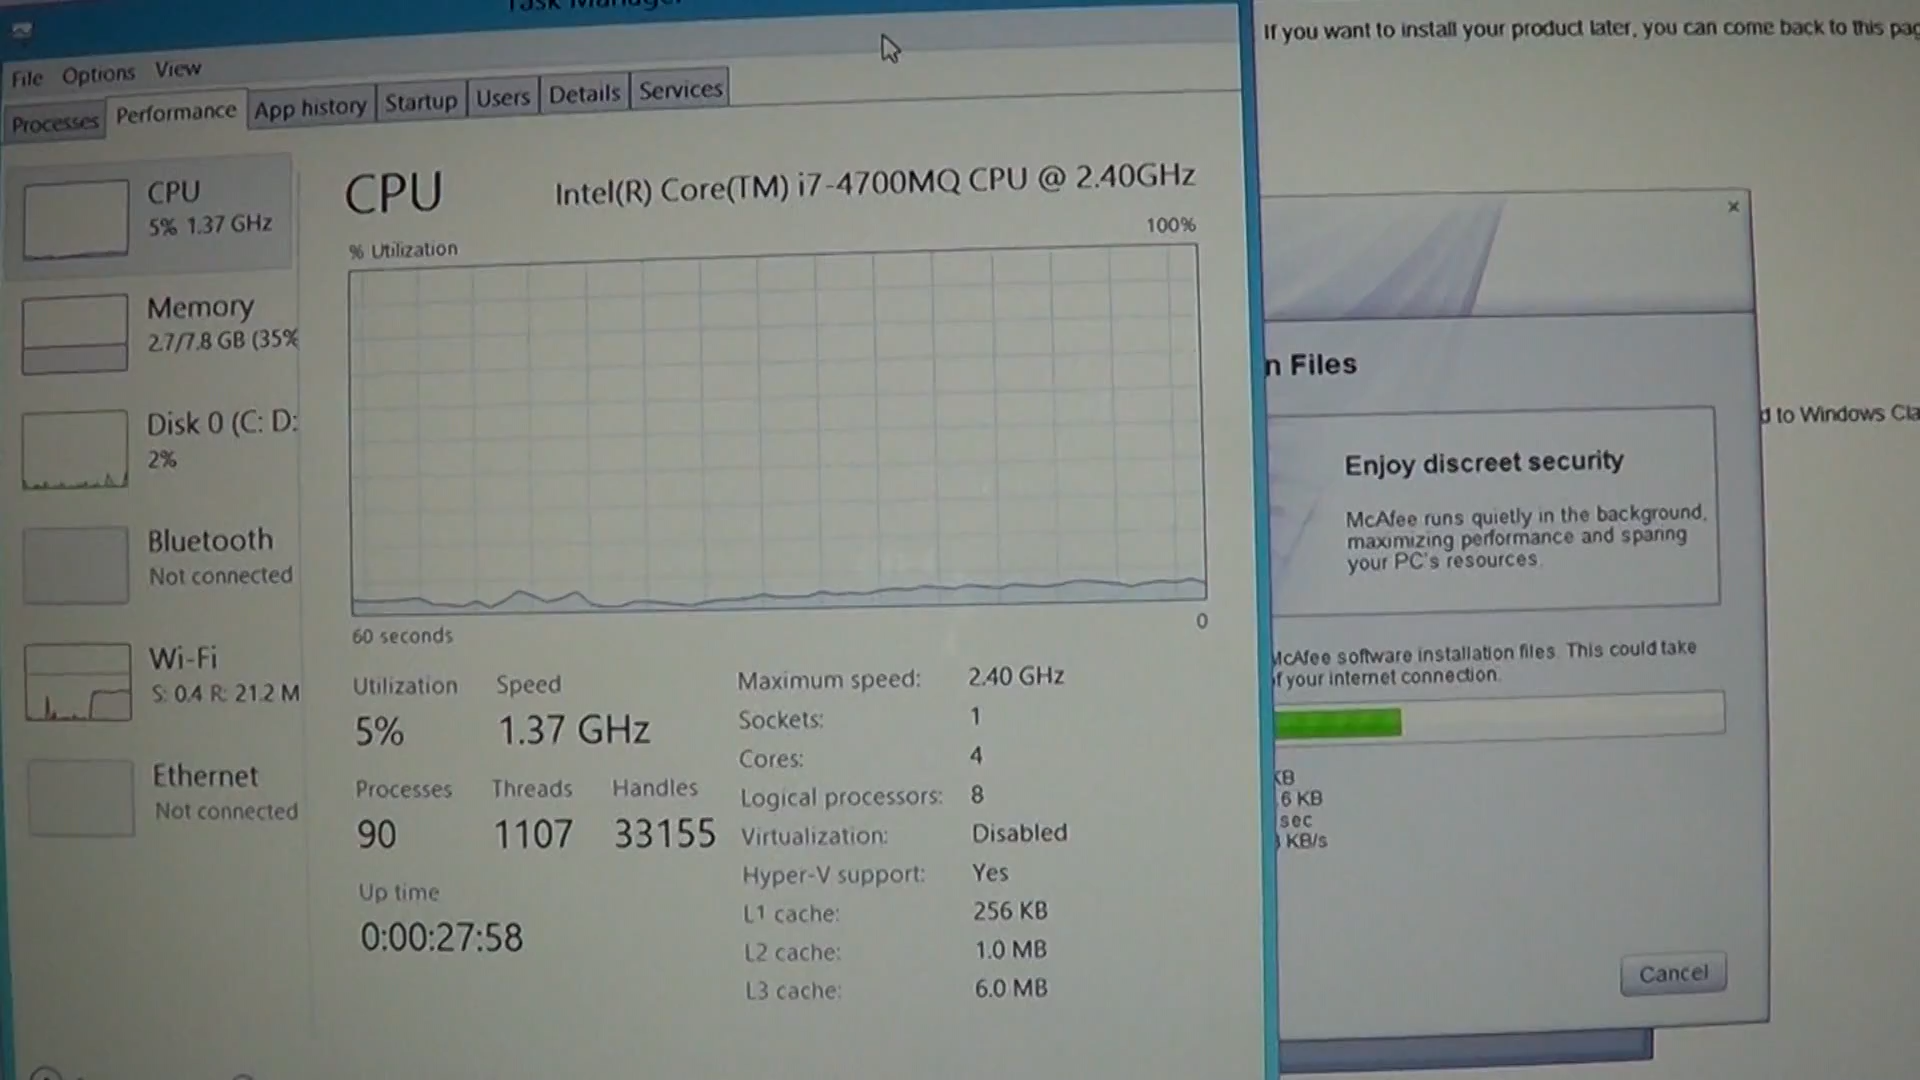 Task Manager
File Options View
Processes Performance App history Startup Users Details Services
CPU
5% 1.37 GHz
Memory
2.7/7.8 GB (35%
Disk 0 (C: D:
2%
Bluetooth
Not connected
Wi-Fi
S: 0.4 R: 21.2 M
Ethernet
Not connected
CPU Intel(R) Core(TM) i7-4700MQ CPU @ 2.40GHz
% Utilization 100%
60 seconds 0
Utilization Speed
5% 1.37 GHz
Processes Threads Handles
90 1107 33155
Up time
0:00:27:58
Maximum speed: 2.40 GHz
Sockets: 1
Cores: 4
Logical processors: 8
Virtualization: Disabled
Hyper-V support: Yes
L1 cache: 256 KB
L2 cache: 1.0 MB
L3 cache: 6.0 MB
If you want to install your product later, you can come back to this pag
n Files
d to Windows Cla
Enjoy discreet security
McAfee runs quietly in the background,
maximizing performance and sparing
your PC's resources.
McAfee software installation files. This could take
f your internet connection.
KB
.6 KB
sec
KB/s
Cancel